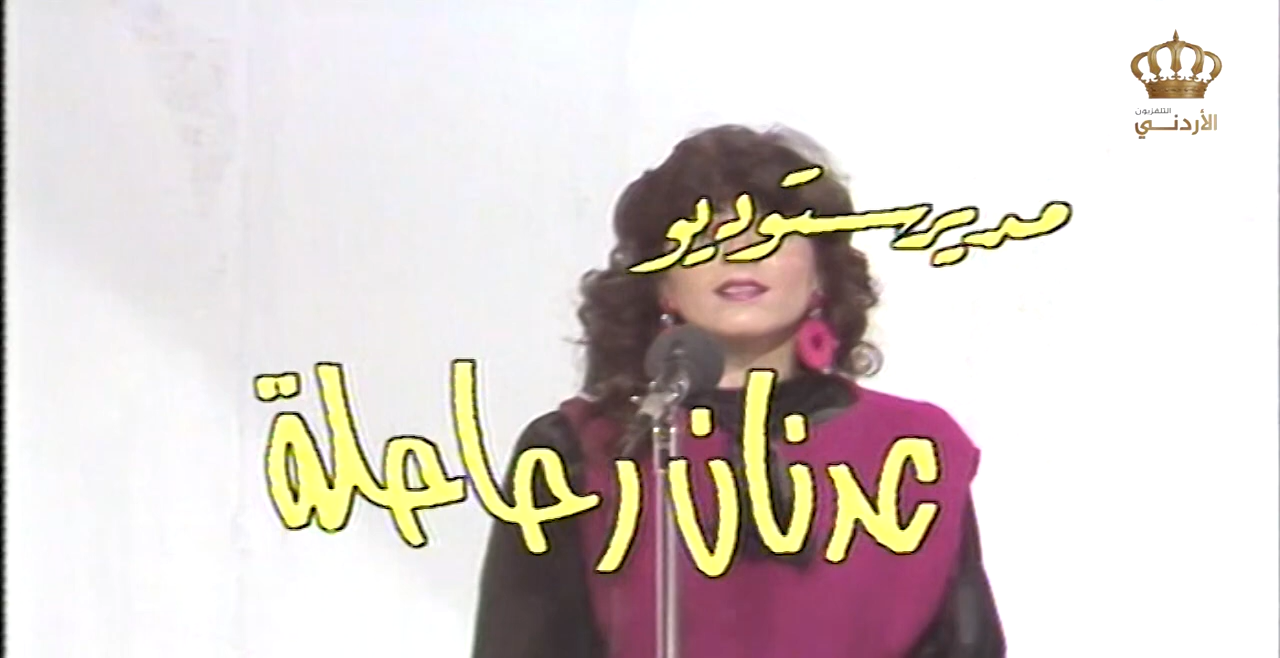 التلفزيون
الأردني
مدير ستوديو
عدنان رحاحلة